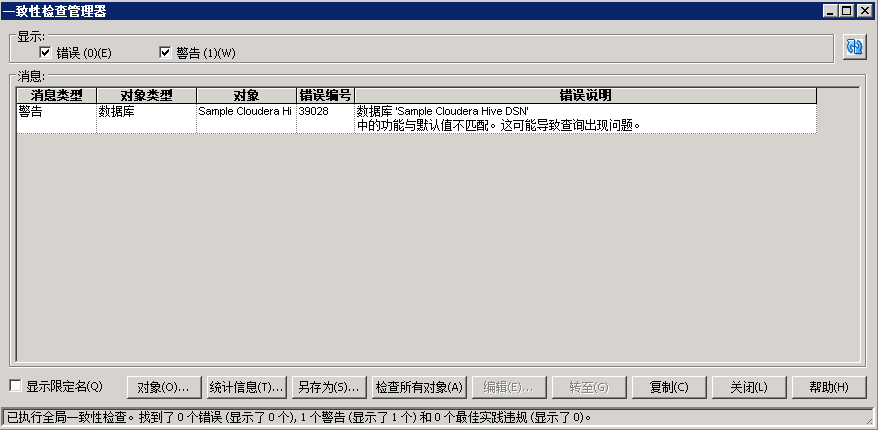 一致性检查管理器
显示:
错误 (0)(E) 警告 (1)(W)
消息:
消息类型 对象类型 对象 错误编号 错误说明
警告 数据库 Sample Cloudera Hi 39028 数据库 'Sample Cloudera Hive DSN'
中的功能与默认值不匹配。这可能导致查询出现问题。
显示限定名(Q) 对象(O)... 统计信息(T)... 另存为(S)... 检查所有对象(A) 编辑(E)... 转至(G) 复制(C) 关闭(L) 帮助(H)
已执行全局一致性检查。找到了 0 个错误 (显示了 0 个), 1 个警告 (显示了 1 个) 和 0 个最佳实践违规 (显示了 0)。